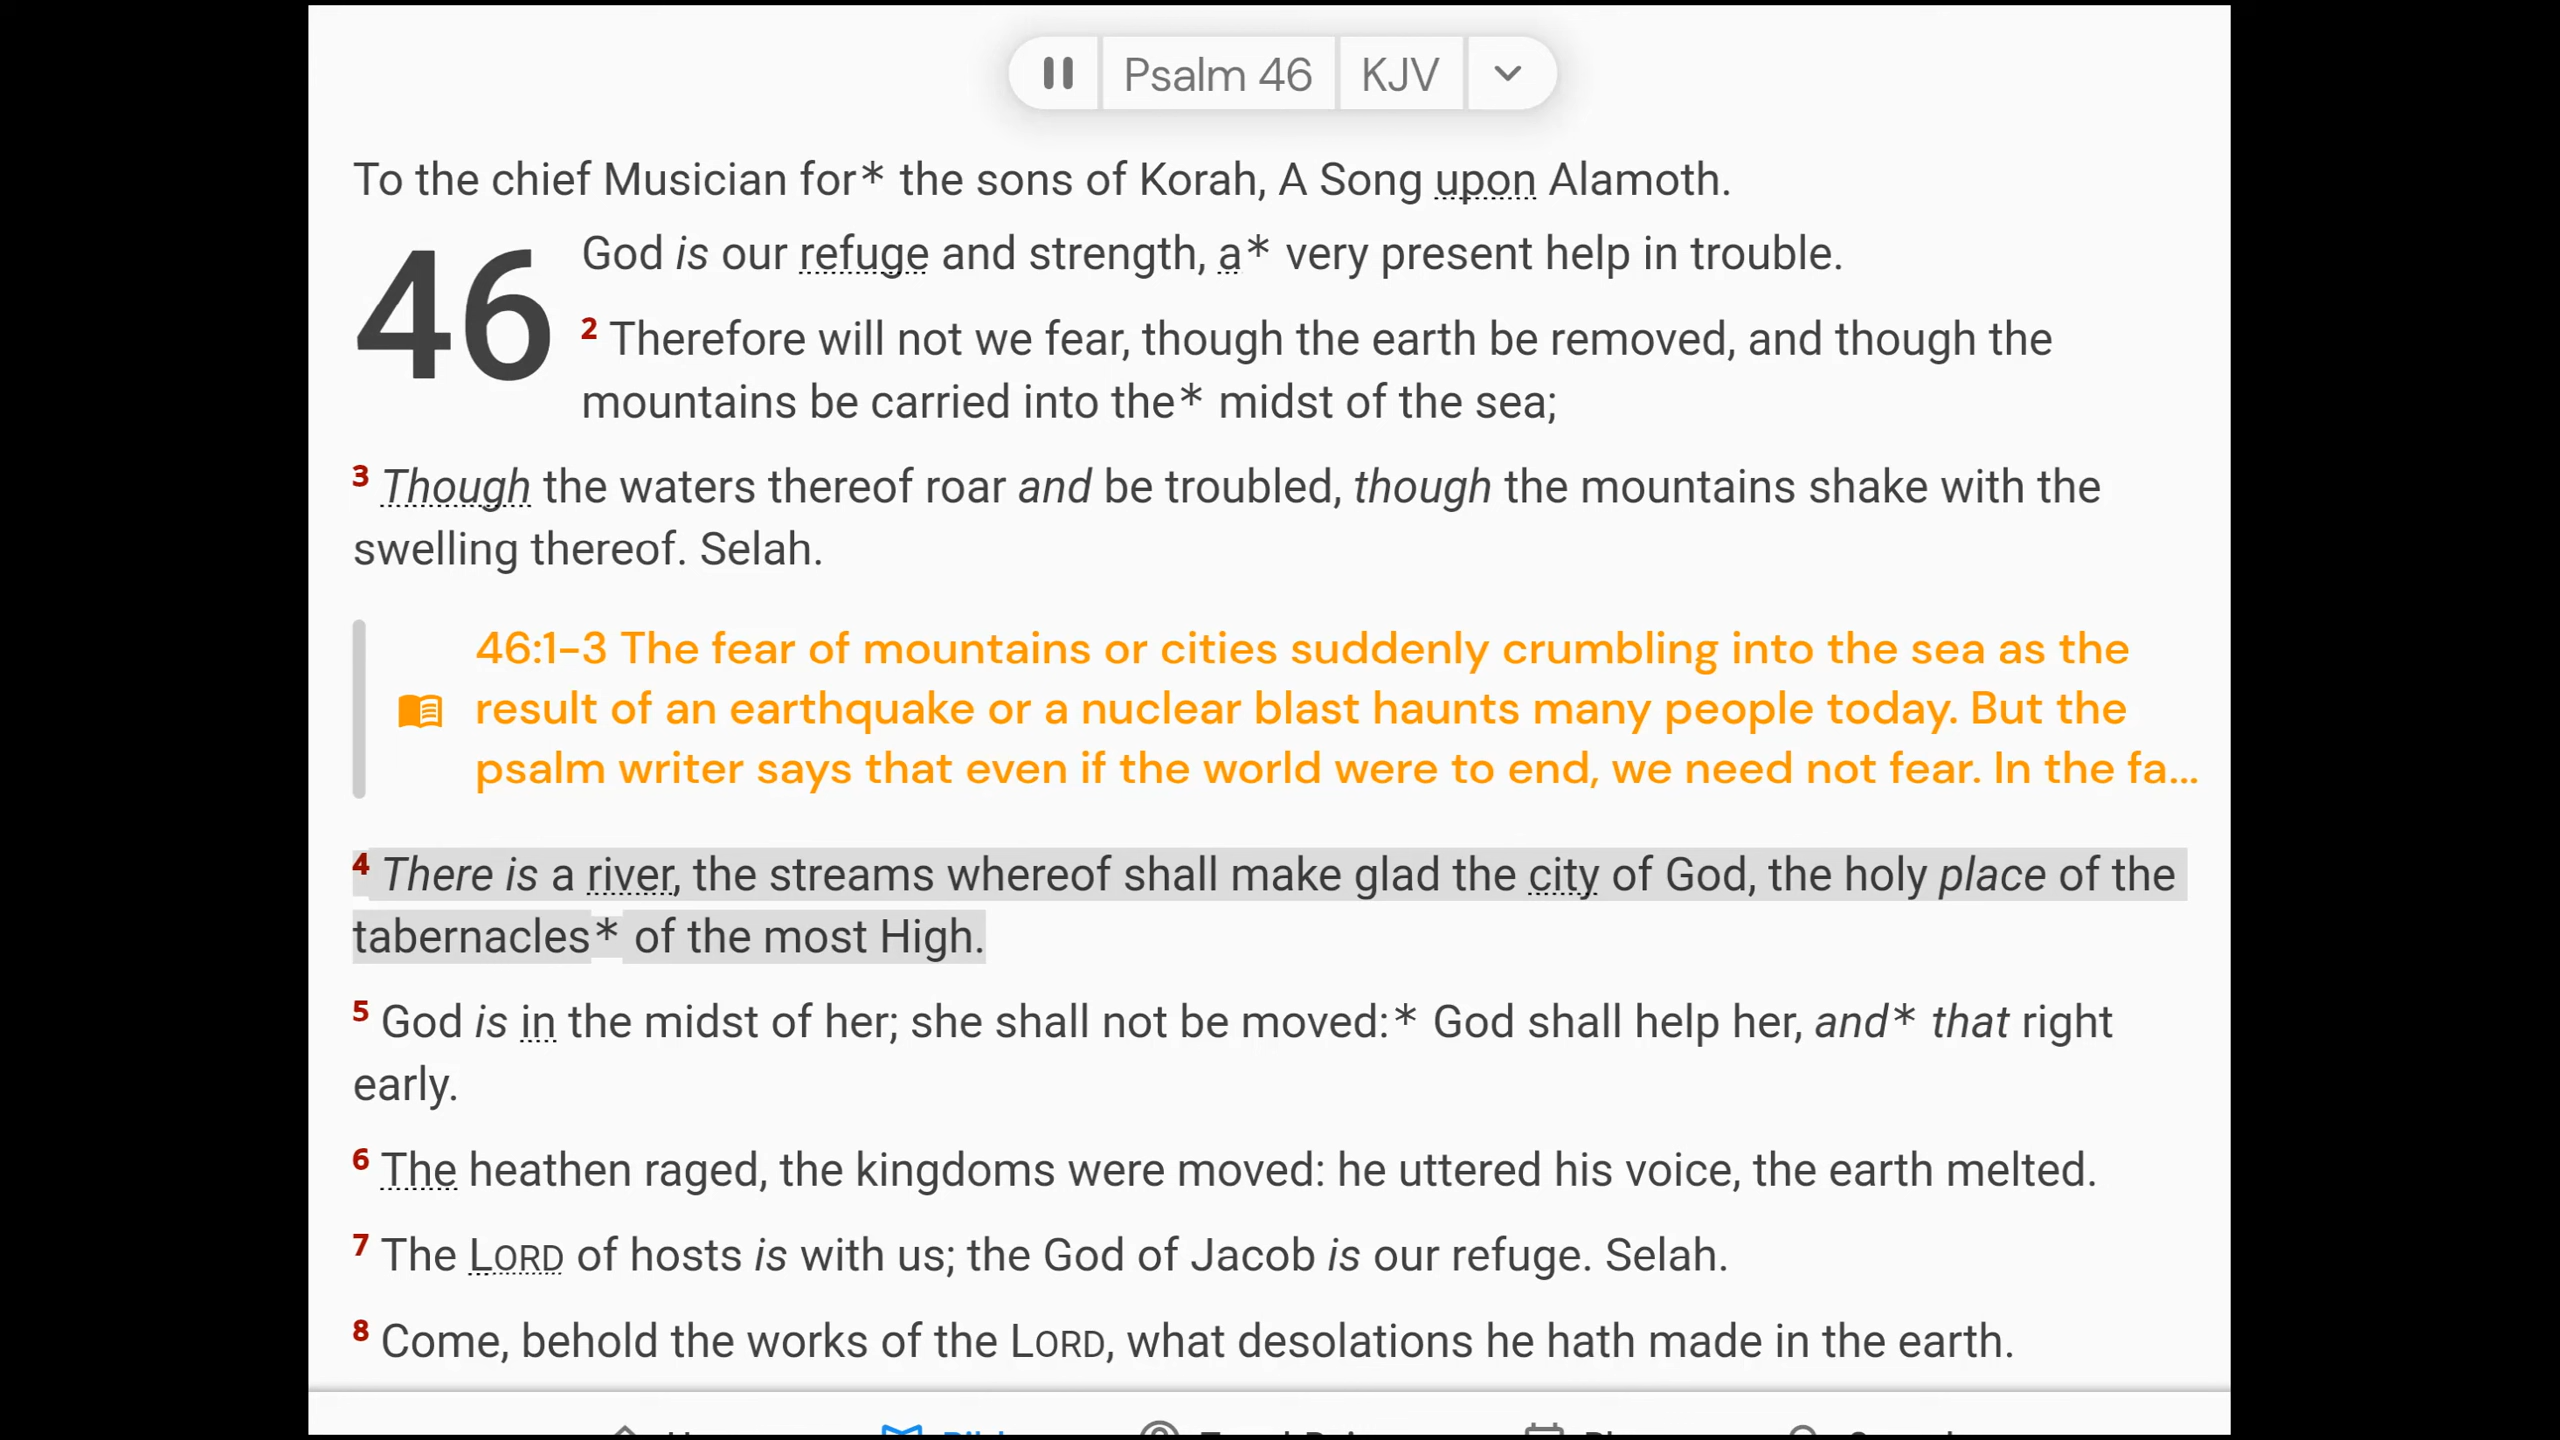 Psalm 46 KJV
To the chief Musician for* the sons of Korah, A Song upon Alamoth.
46 God is our refuge and strength, a* very present help in trouble.
2 Therefore will not we fear, though the earth be removed, and though the
mountains be carried into the* midst of the sea;
3 Though the waters thereof roar and be troubled, though the mountains shake with the
swelling thereof. Selah.
46:1–3 The fear of mountains or cities suddenly crumbling into the sea as the
result of an earthquake or a nuclear blast haunts many people today. But the
psalm writer says that even if the world were to end, we need not fear. In the fa...
4 There is a river, the streams whereof shall make glad the city of God, the holy place of the
tabernacles* of the most High.
5 God is in the midst of her; she shall not be moved:* God shall help her, and* that right
early.
6 The heathen raged, the kingdoms were moved: he uttered his voice, the earth melted.
7 The LORD of hosts is with us; the God of Jacob is our refuge. Selah.
8 Come, behold the works of the LORD, what desolations he hath made in the earth.